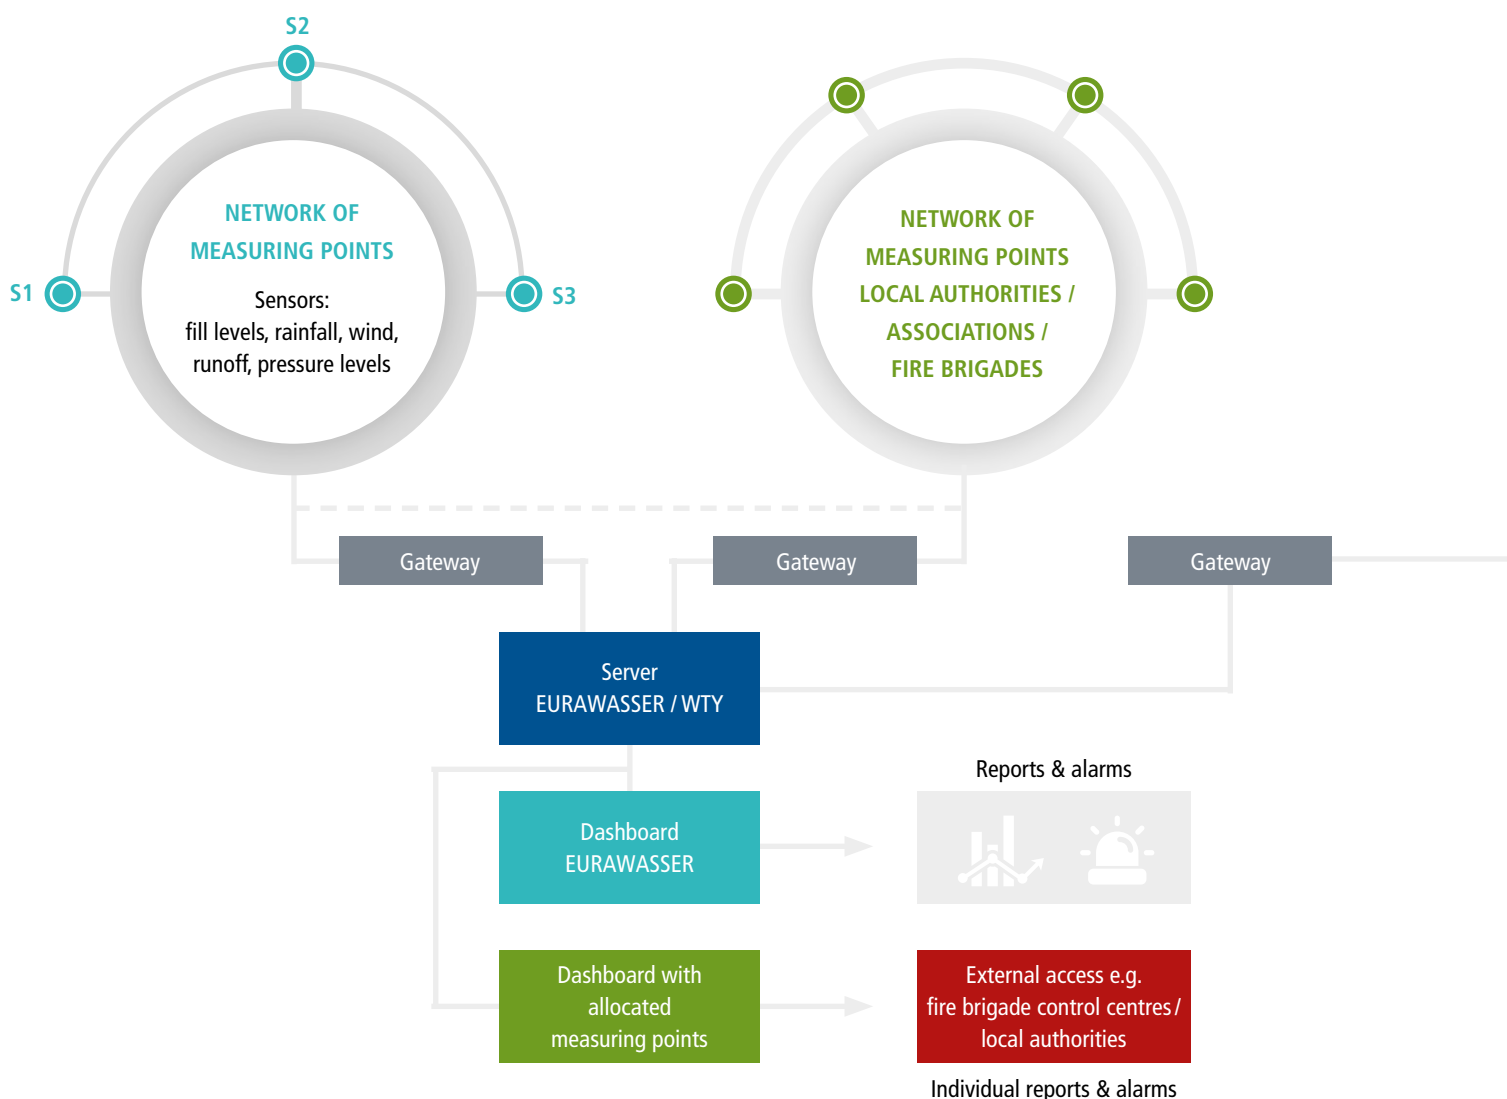 S2
S1
S3
NETWORK OF
MEASURING POINTS
Sensors:
fill levels, rainfall, wind,
runoff, pressure levels
NETWORK OF
MEASURING POINTS
LOCAL AUTHORITIES /
ASSOCIATIONS /
FIRE BRIGADES
Gateway
Gateway
Gateway
Server
EURAWASSER / WTY
Reports & alarms
Dashboard
EURAWASSER
Dashboard with
allocated
measuring points
External access e.g.
fire brigade control centres /
local authorities
Individual reports & alarms